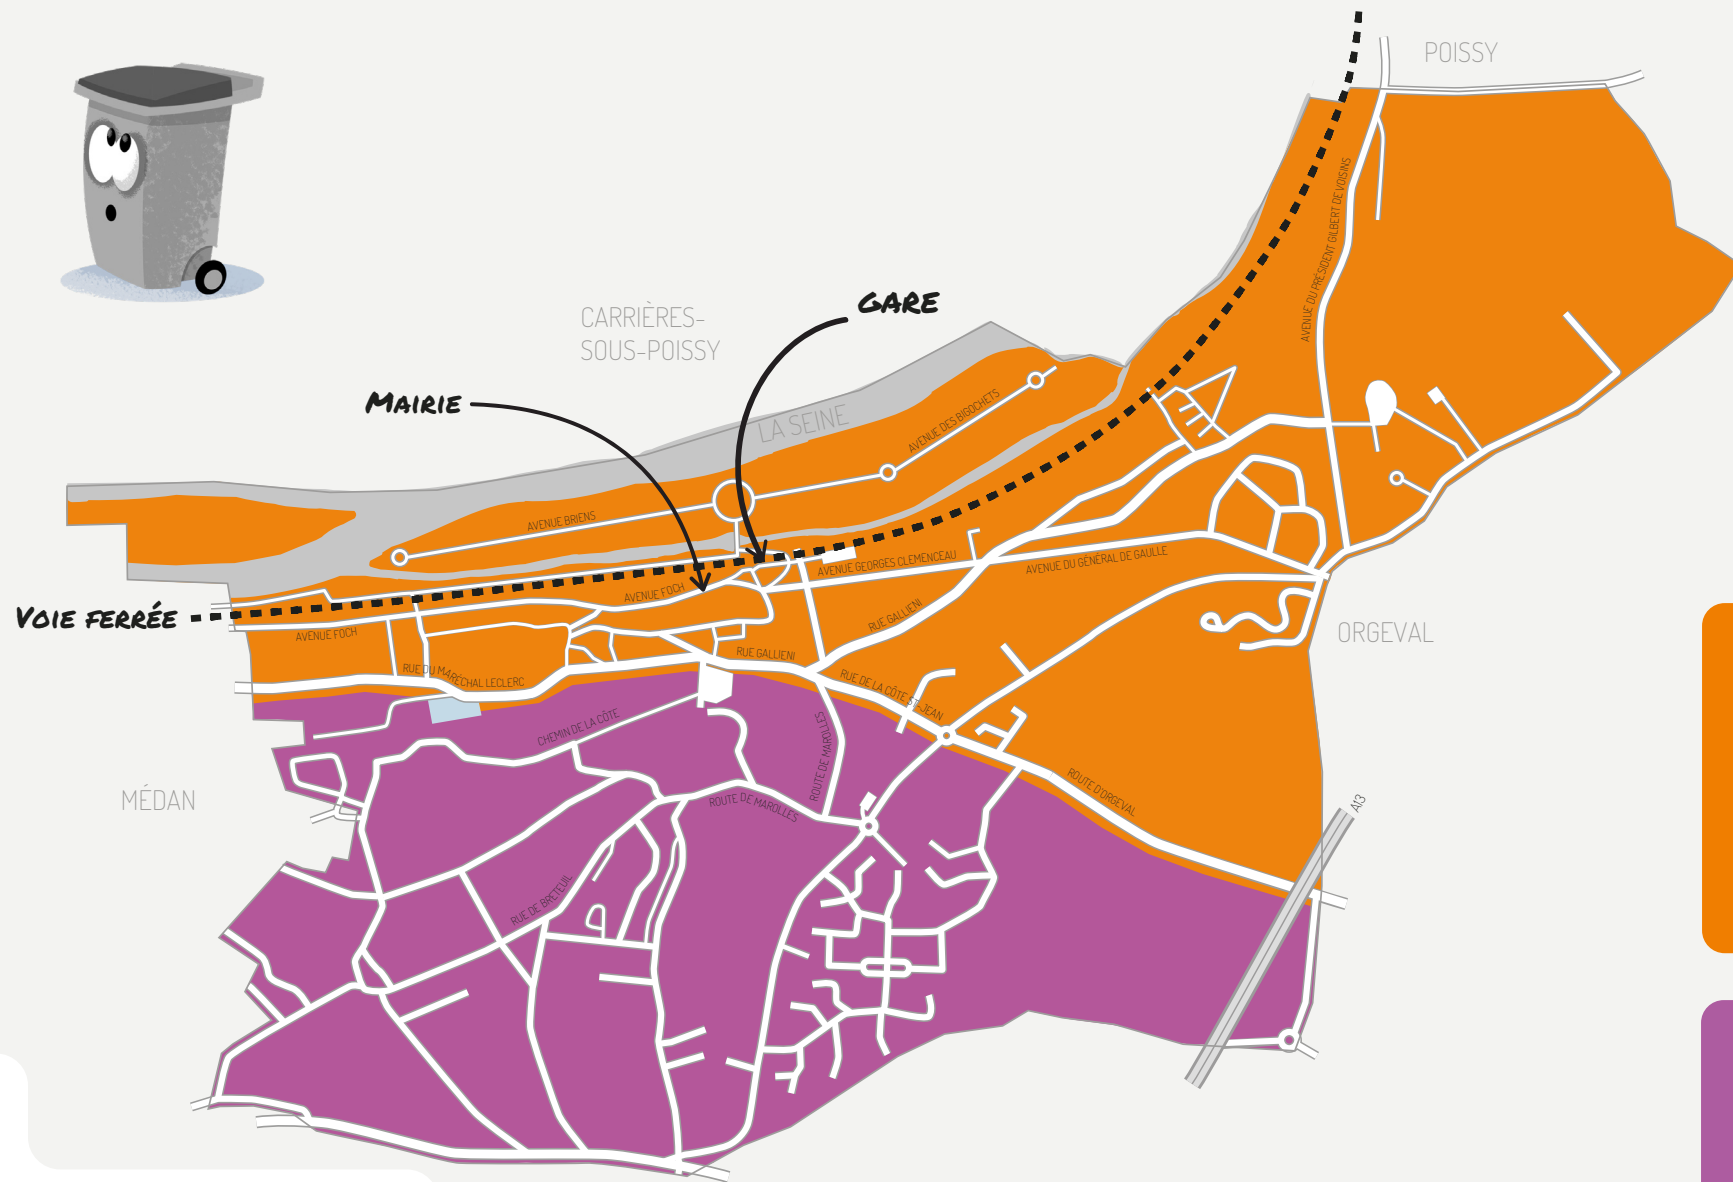 POISSY
AVENUE DU PRÉSIDENT GILBERT DE VOISINS
GARE
CARRIÈRES-
SOUS-POISSY
MAIRIE
LA SEINE
AVENUE DES BIGOCHETS
AVENUE BRIENS
AVENUE GEORGES CLEMENCEAU
AVENUE DU GÉNÉRAL DE GAULLE
AVENUE FOCH
VOIE FERRÉE
AVENUE FOCH
RUE GALLIENI
ORGEVAL
RUE GALLIENI
RUE DU MARÉCHAL LECLERC
RUE DE LA CÔTE ST-JEAN
CHEMIN DE LA CÔTE
ROUTE DE MAROLLES
MÉDAN
ROUTE D'ORGEVAL
ROUTE DE MAROLLES
A13
RUE DE BRETEUIL